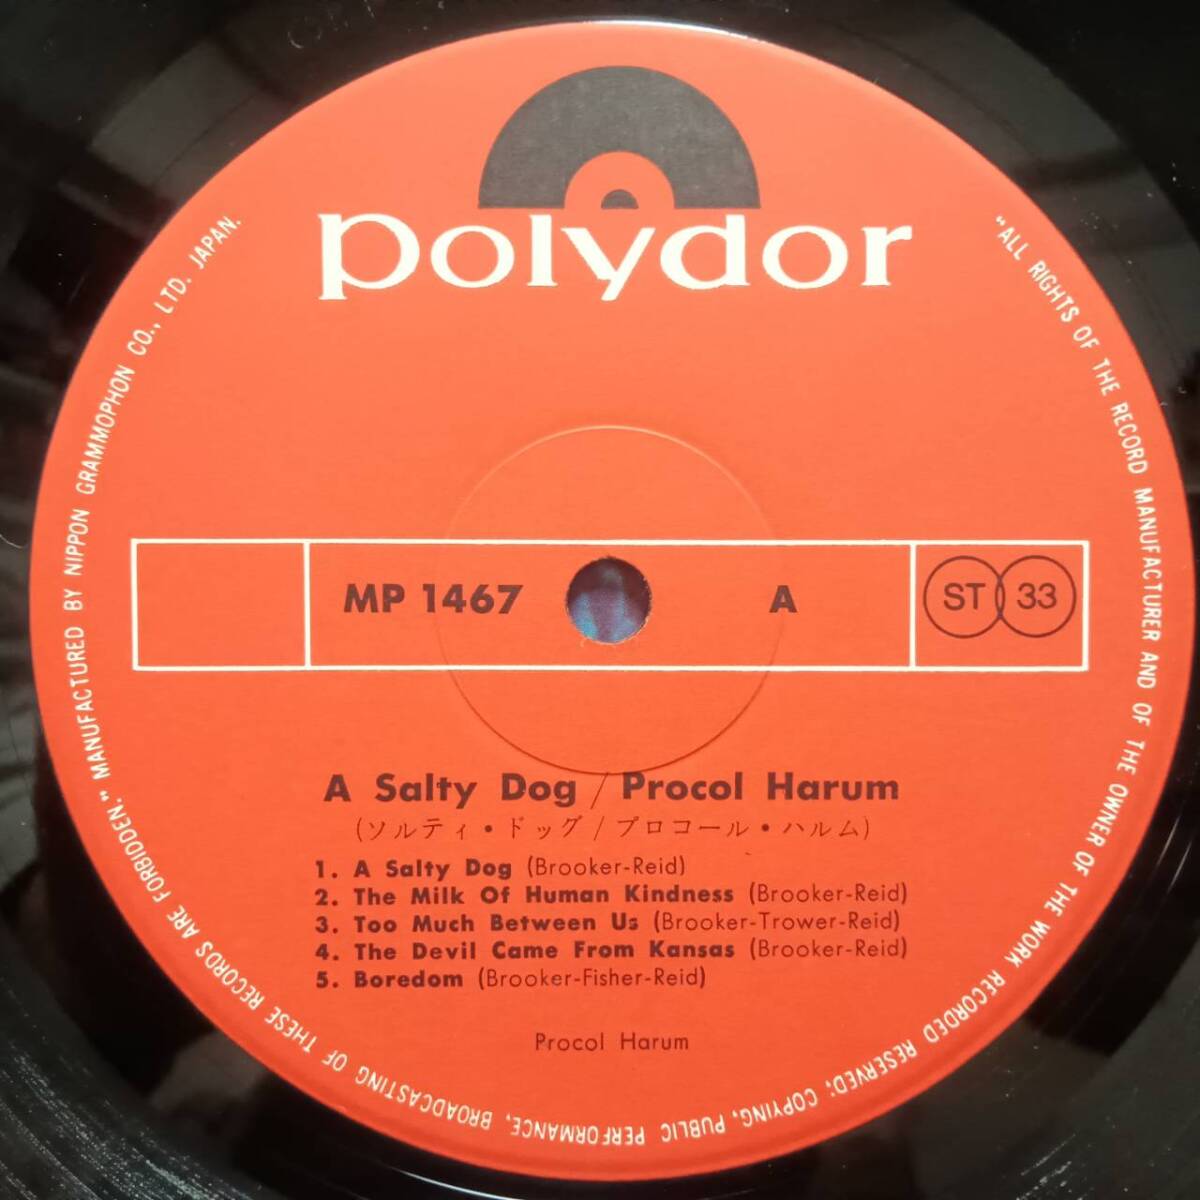 polydor
MP 1467
A
ST 33
A Salty Dog / Procol Harum
(ソルティ・ドッグ/プロコール・ハルム)
1. A Salty Dog (Brooker-Reid)
2. The Milk Of Human Kindness (Brooker-Reid)
3. Too Much Between Us (Brooker-Trower-Reid)
4. The Devil Came From Kansas (Brooker-Reid)
5. Boredom (Brooker-Fisher-Reid)
Procol Harum
"ALL RIGHTS OF THE RECORD MANUFACTURER AND OF THE OWNER OF THE WORK RECORDED RESERVED; COPYING, PUBLIC PERFORMANCE, BROADCASTING OF THESE RECORDS ARE FORBIDDEN." MANUFACTURED BY NIPPON GRAMMOPHON CO., LTD. JAPAN.